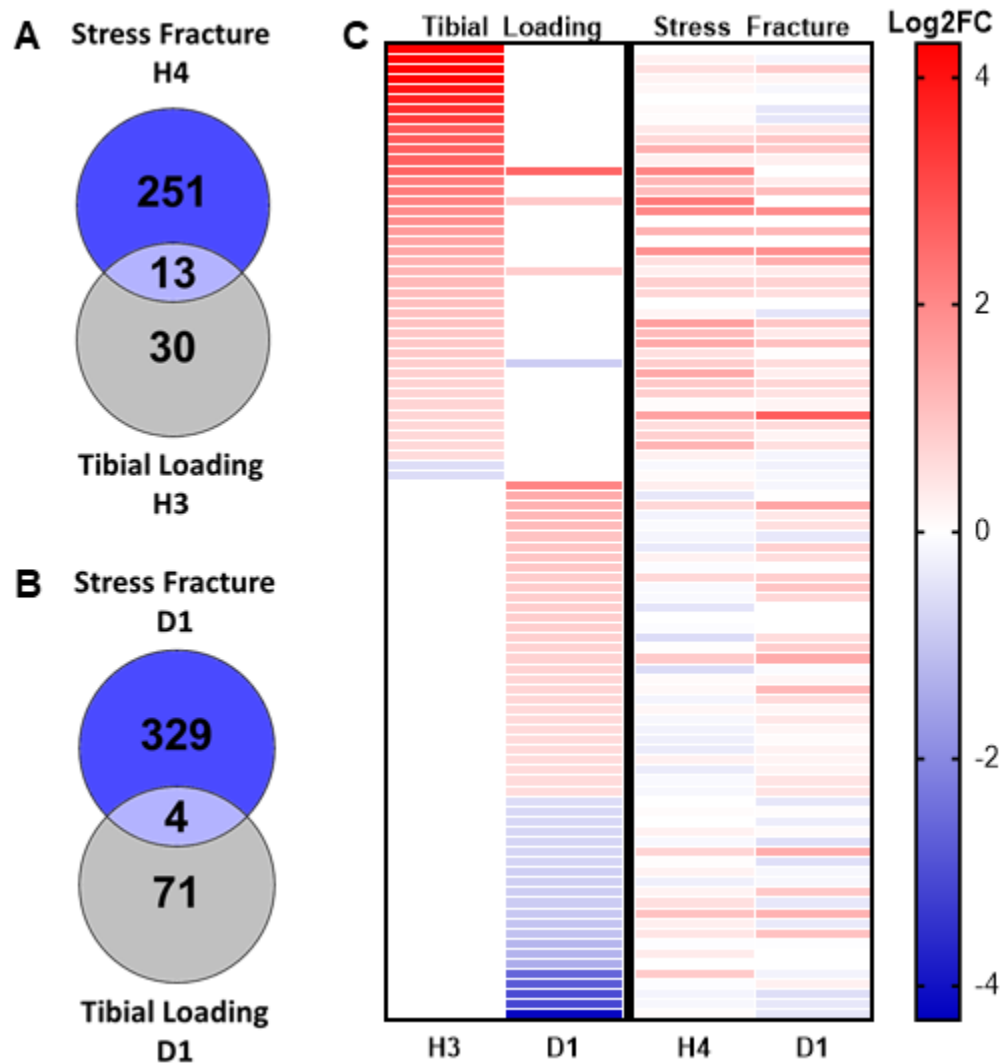 A
Stress Fracture
H4
251
13
30
Tibial Loading
H3
B
Stress Fracture
D1
329
4
71
Tibial Loading
D1
C
Tibial Loading
Stress Fracture
Log2FC
4
2
0
-2
-4
H3
D1
H4
D1